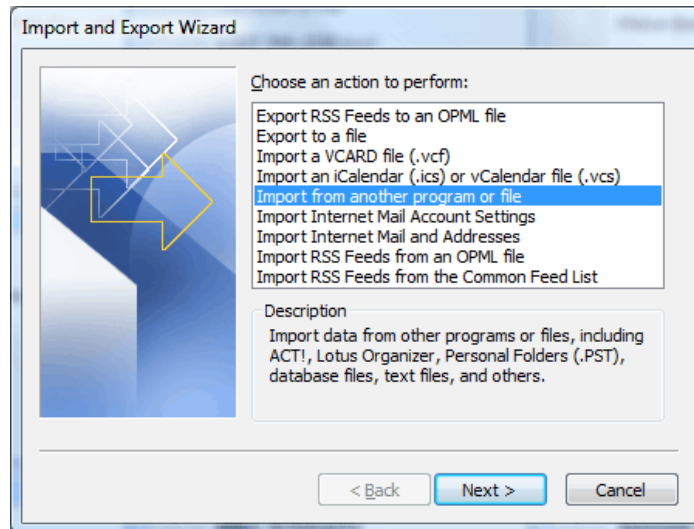 Import and Export Wizard
Choose an action to perform:
Export RSS Feeds to an OPML file
Export to a file
Import a VCARD file (.vcf)
Import an iCalendar (.ics) or vCalendar file (.vcs)
Import from another program or file
Import Internet Mail Account Settings
Import Internet Mail and Addresses
Import RSS Feeds from an OPML file
Import RSS Feeds from the Common Feed List
Description
Import data from other programs or files, including
ACT!, Lotus Organizer, Personal Folders (.PST),
database files, text files, and others.
< Back
Next >
Cancel